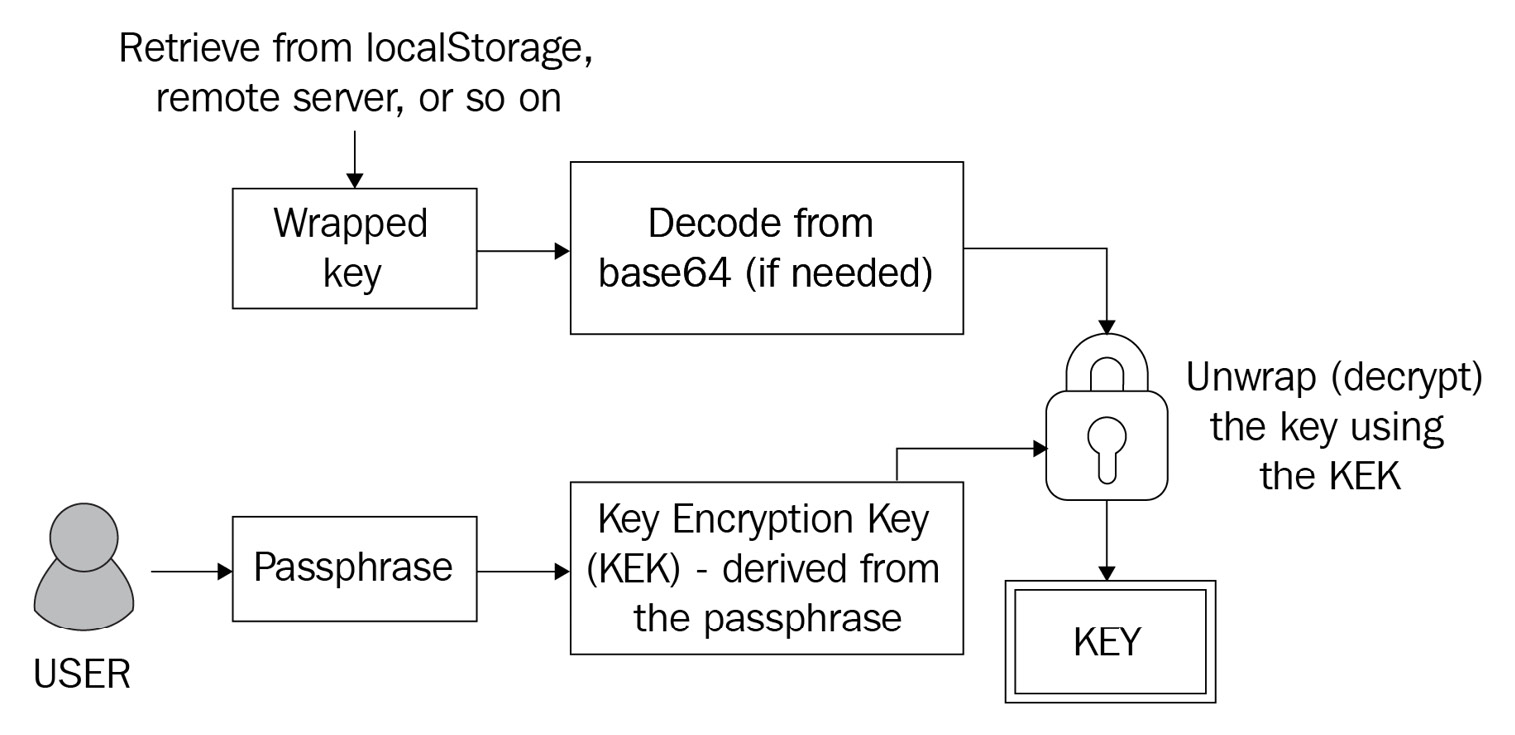 Retrieve from localStorage,
remote server, or so on
Wrapped
key
Decode from
base64 (if needed)
Unwrap (decrypt)
the key using
the KEK
USER
Passphrase
Key Encryption Key
(KEK) - derived from
the passphrase
KEY